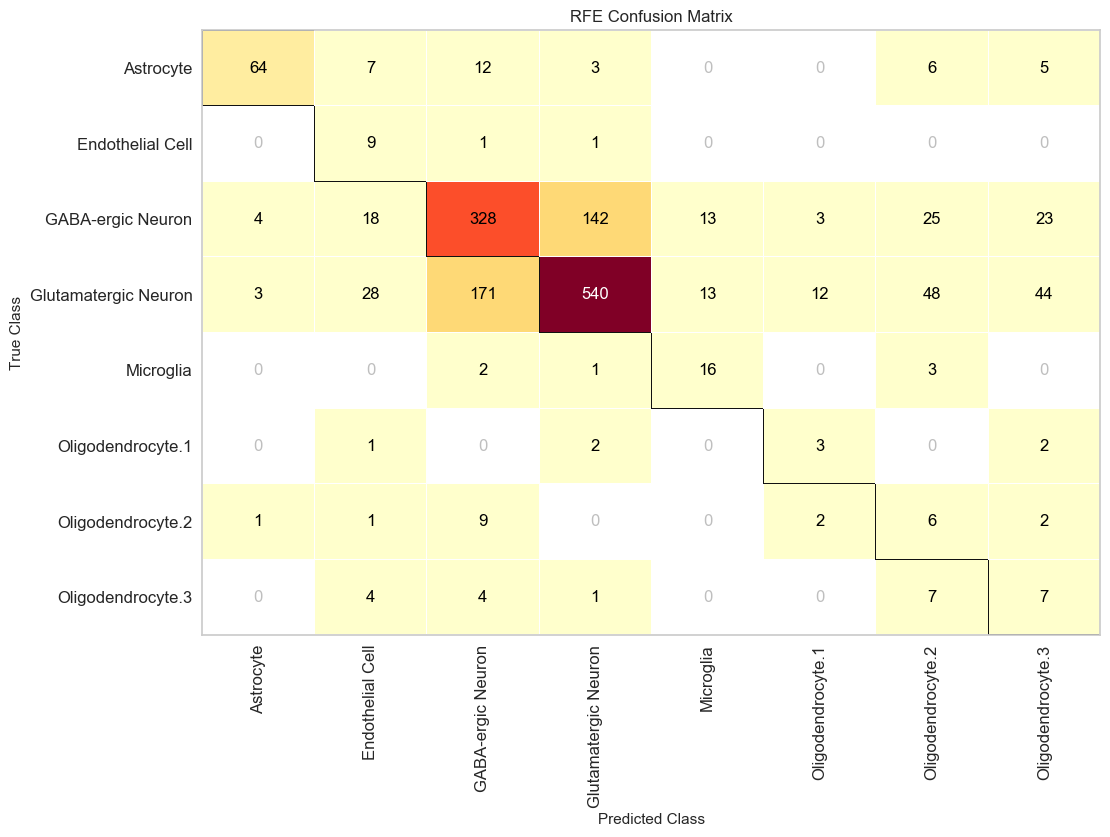 RFE Confusion Matrix
True Class
Astrocyte 64 7 12 3 0 0 6 5
Endothelial Cell 0 9 1 1 0 0 0 0
GABA-ergic Neuron 4 18 328 142 13 3 25 23
Glutamatergic Neuron 3 28 171 540 13 12 48 44
Microglia 0 0 2 1 16 0 3 0
Oligodendrocyte.1 0 1 0 2 0 3 0 2
Oligodendrocyte.2 1 1 9 0 0 2 6 2
Oligodendrocyte.3 0 4 4 1 0 0 7 7
Astrocyte
Endothelial Cell
GABA-ergic Neuron
Glutamatergic Neuron
Microglia
Oligodendrocyte.1
Oligodendrocyte.2
Oligodendrocyte.3
Predicted Class